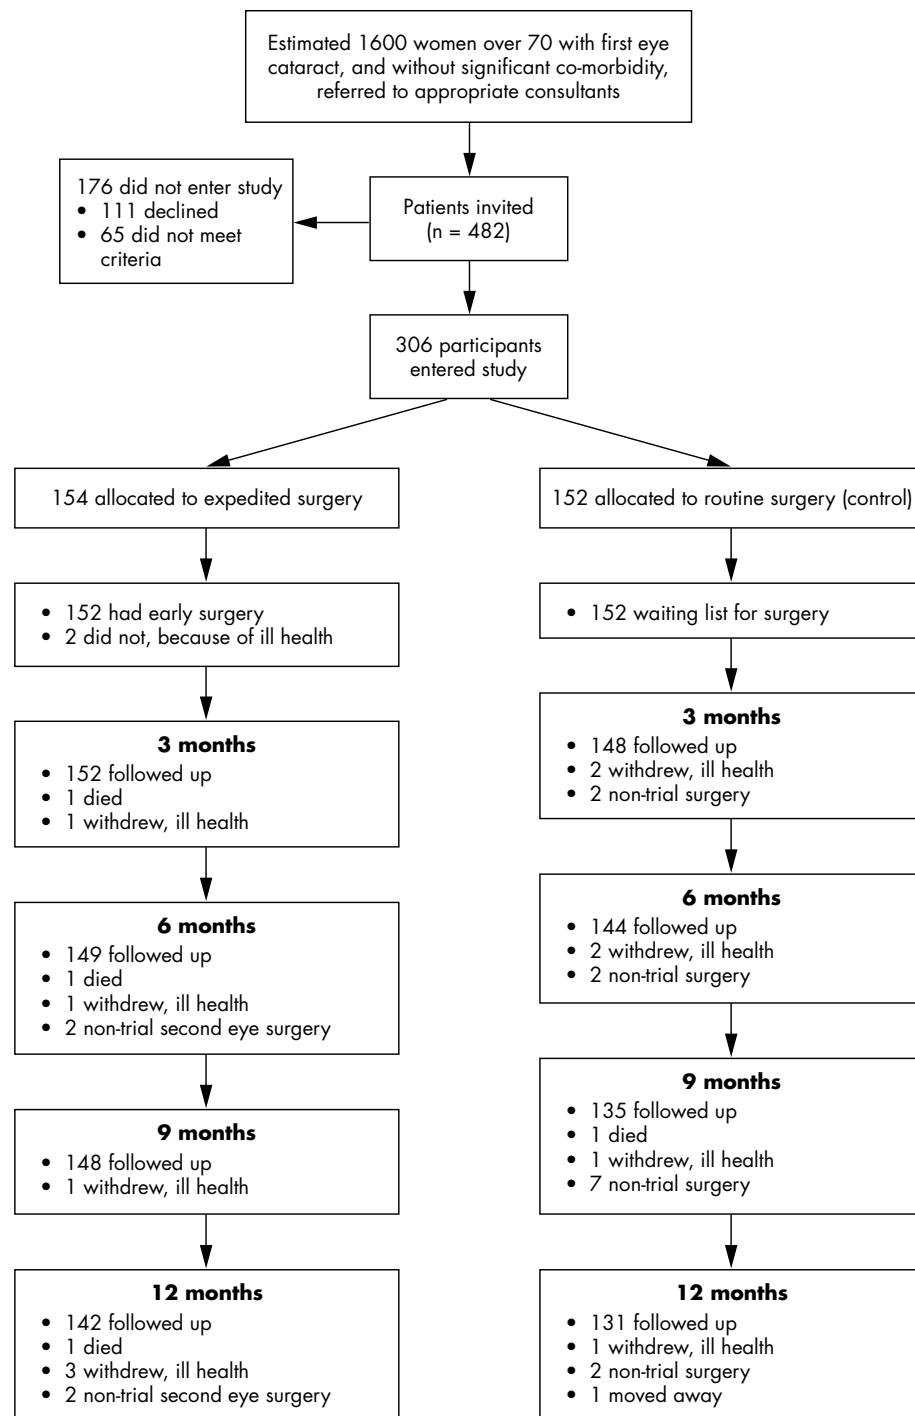 Estimated 1600 women over 70 with first eye
cataract, and without significant co-morbidity,
referred to appropriate consultants
176 did not enter study
• 111 declined
• 65 did not meet
criteria
Patients invited
(n = 482)
306 participants
entered study
154 allocated to expedited surgery
152 allocated to routine surgery (control)
• 152 had early surgery
• 2 did not, because of ill health
• 152 waiting list for surgery
3 months
• 152 followed up
• 1 died
• 1 withdrew, ill health
3 months
• 148 followed up
• 2 withdrew, ill health
• 2 non-trial surgery
6 months
• 149 followed up
• 1 died
• 1 withdrew, ill health
• 2 non-trial second eye surgery
6 months
• 144 followed up
• 2 withdrew, ill health
• 2 non-trial surgery
9 months
• 148 followed up
• 1 withdrew, ill health
9 months
• 135 followed up
• 1 died
• 1 withdrew, ill health
• 7 non-trial surgery
12 months
• 142 followed up
• 1 died
• 3 withdrew, ill health
• 2 non-trial second eye surgery
12 months
• 131 followed up
• 1 withdrew, ill health
• 2 non-trial surgery
• 1 moved away